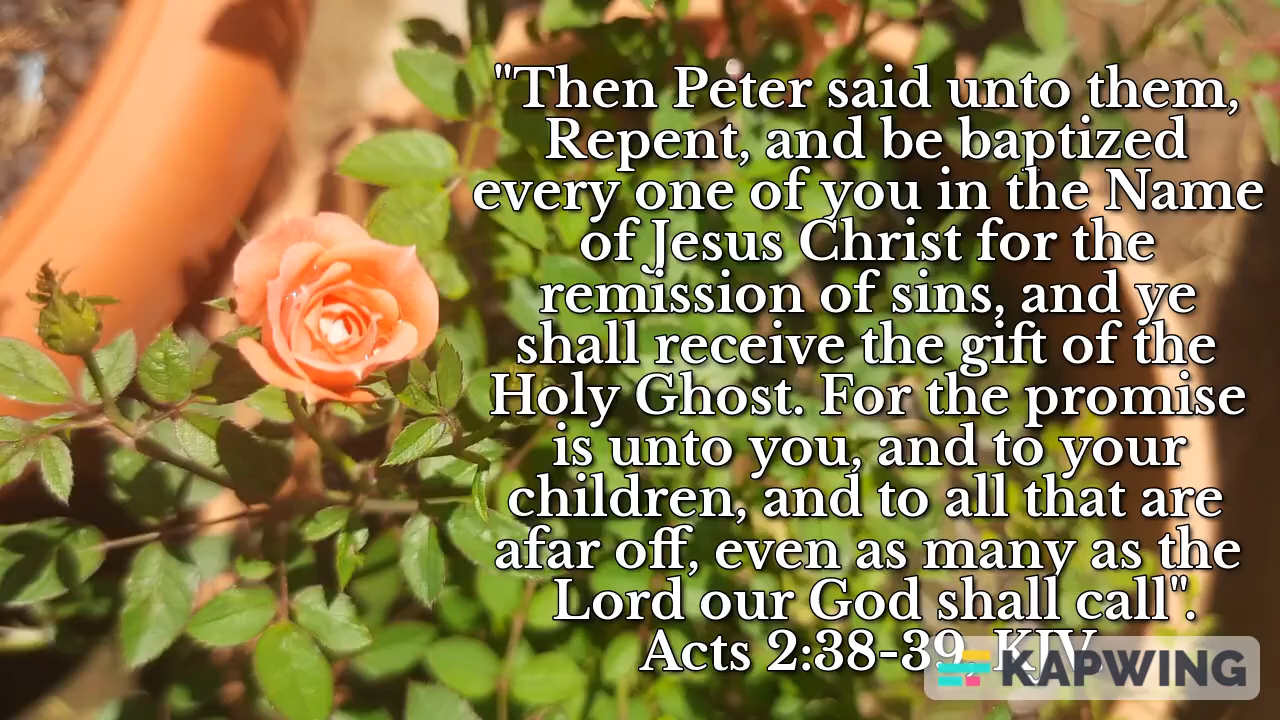 "Then Peter said unto them,
Repent, and be baptized
every one of you in the Name
of Jesus Christ for the
remission of sins, and ye
shall receive the gift of the
Holy Ghost. For the promise
is unto you, and to your
children, and to all that are
afar off, even as many as the
Lord our God shall call".
Acts 2:38-39, KJV.
KAPWING